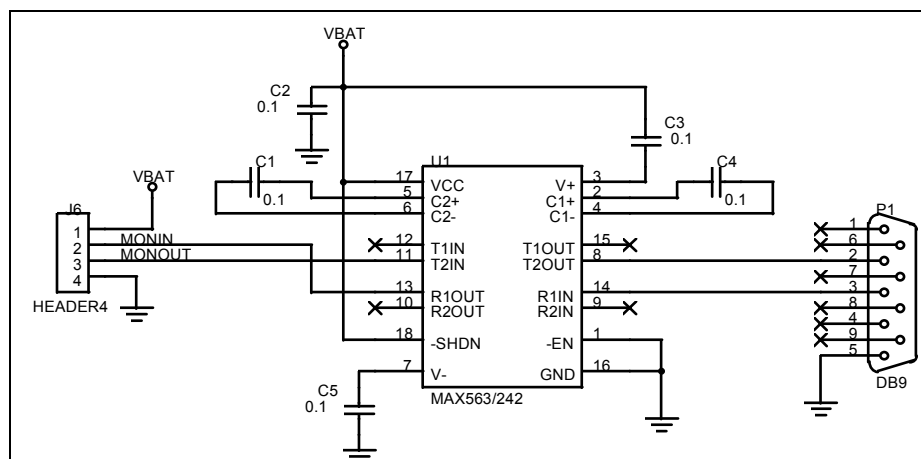 VBAT
C2
0.1
C3
0.1
C1
0.1
C4
0.1
U1
17 VCC V+ 3
5 C2+ C1+ 2
6 C2- C1- 4
12 T1IN T1OUT 15
11 T2IN T2OUT 8
13 R1OUT R1IN 14
10 R2OUT R2IN 9
18 -SHDN -EN 1
7 V- GND 16
MAX563/242
VBAT
J6
1
2 MONIN
3 MONOUT
4
HEADER4
C5
0.1
P1
1
6
2
7
3
8
4
9
5
DB9